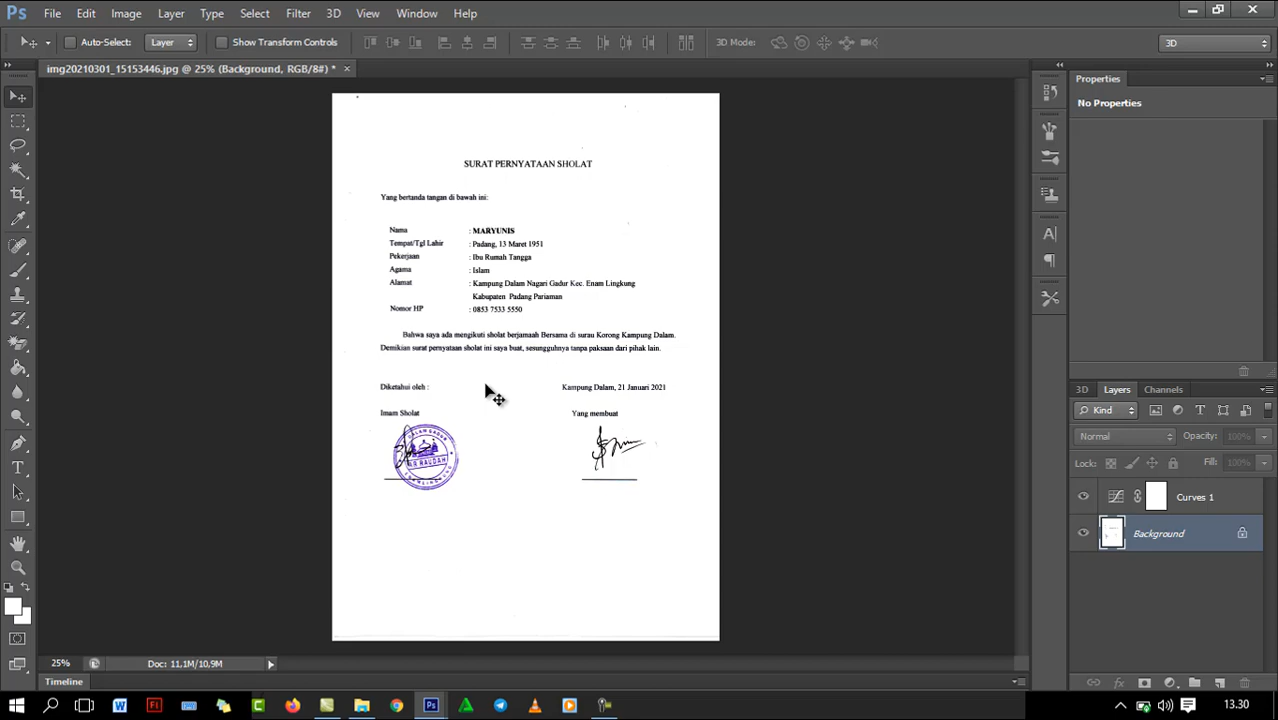 Ps File Edit Image Layer Type Select Filter 3D View Window Help
Auto-Select: Layer Show Transform Controls 3D Mode: 3D
img20210301_15153446.jpg @ 25% (Background, RGB/8#) * ×
Properties
No Properties
SURAT PERNYATAAN SHOLAT
Yang bertanda tangan di bawah ini:
Nama : MARYUNIS
Tempat/Tgl Lahir : Padang, 13 Maret 1951
Pekerjaan : Ibu Rumah Tangga
Agama : Islam
Alamat : Kampung Dalam Nagari Gadur Kec. Enam Lingkung
Kabupaten Padang Pariaman
Nomor HP : 0853 7533 5550
Bahwa saya ada mengikuti sholat berjamaah Bersama di surau Korong Kampung Dalam.
Demikian surat pernyataan sholat ini saya buat, sesungguhnya tanpa paksaan dari pihak lain.
Diketahui oleh : Kampung Dalam, 21 Januari 2021
Imam Sholat Yang membuat
DALAM GADUR
RAUDAH
3D Layers Channels
Kind
Normal Opacity: 100%
Lock: Fill: 100%
Curves 1
Background
25% Doc: 11,1M/10,9M
Timeline
13.30